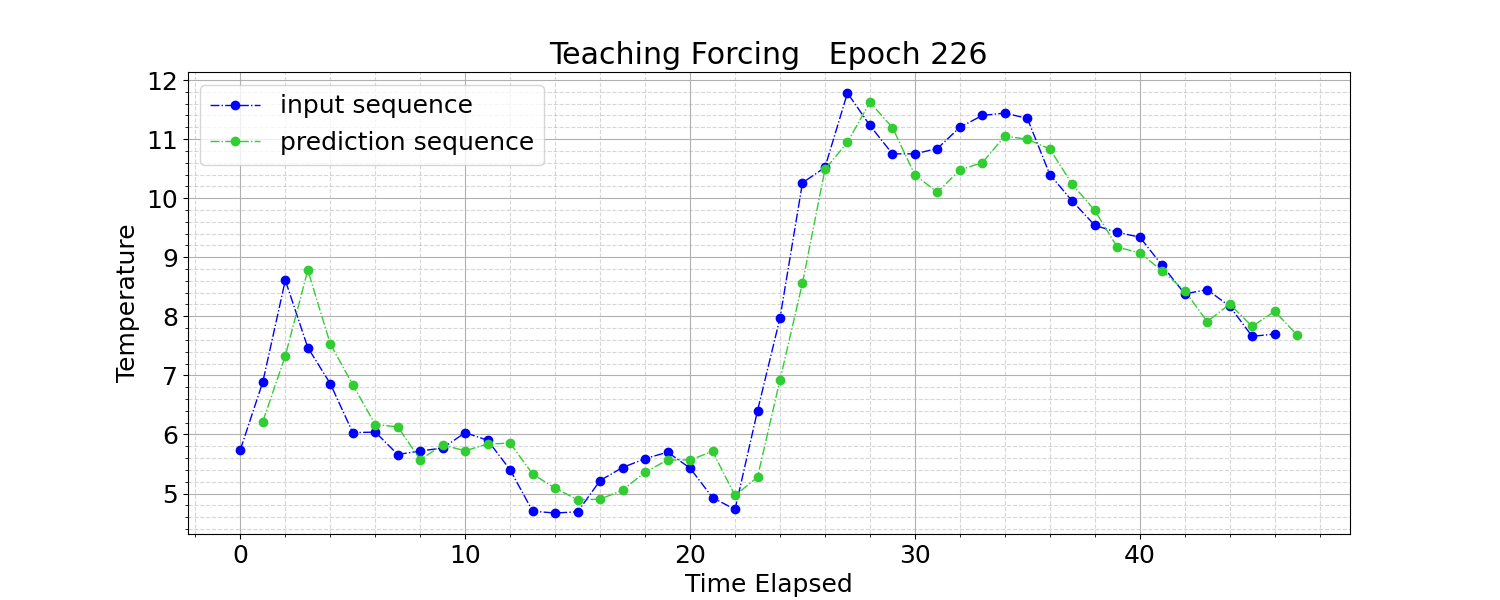 Teaching Forcing   Epoch 226
input sequence
prediction sequence
12
11
10
9
8
7
6
5
Temperature
0
10
20
30
40
Time Elapsed